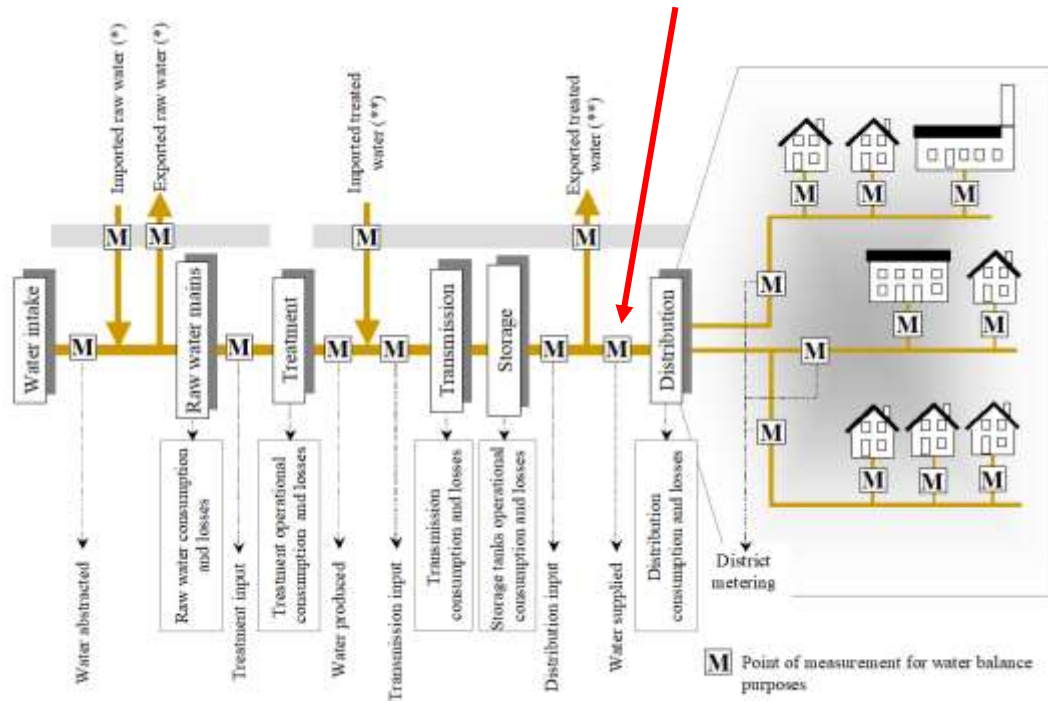 Imported raw water (*)
Exported raw water (*)
Imported treated
water (**)
Exported treated
water (**)
M
M
M
M
Water intake
M
Raw water mains
M
Treatment
M
M
Transmission
Storage
M
M
Distribution
M
M
M
M
M
M
M
M
M
M
M
M
Water abstracted
Raw water consumption
and losses
Treatment input
Treatment operational
consumption and losses
Water produced
Transmission input
Transmission
consumption and losses
Storage tanks operational
consumption and losses
Distribution input
Water supplied
Distribution
consumption and losses
District
metering
M Point of measurement for water balance
purposes